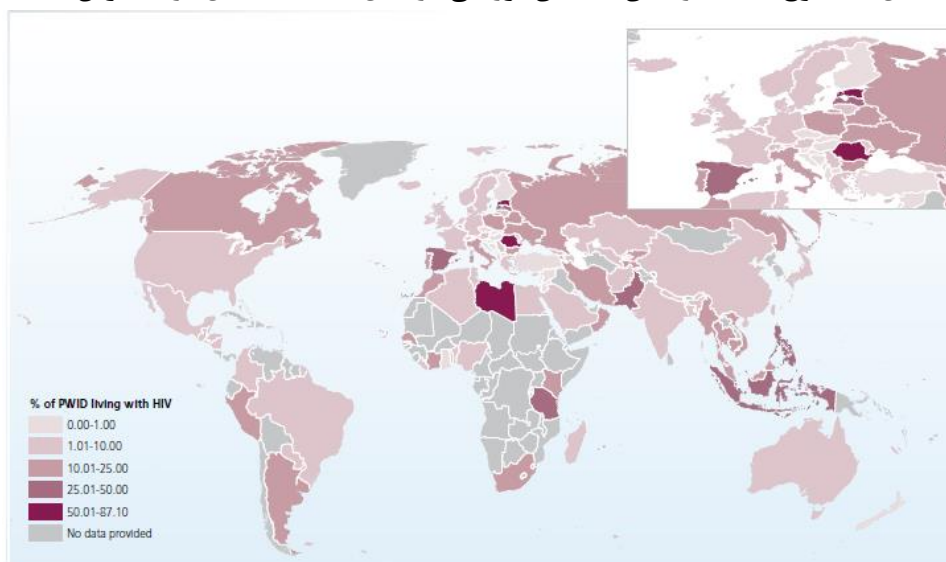 % of PWID living with HIV
0.00-1.00
1.01-10.00
10.01-25.00
25.01-50.00
50.01-87.10
No data provided